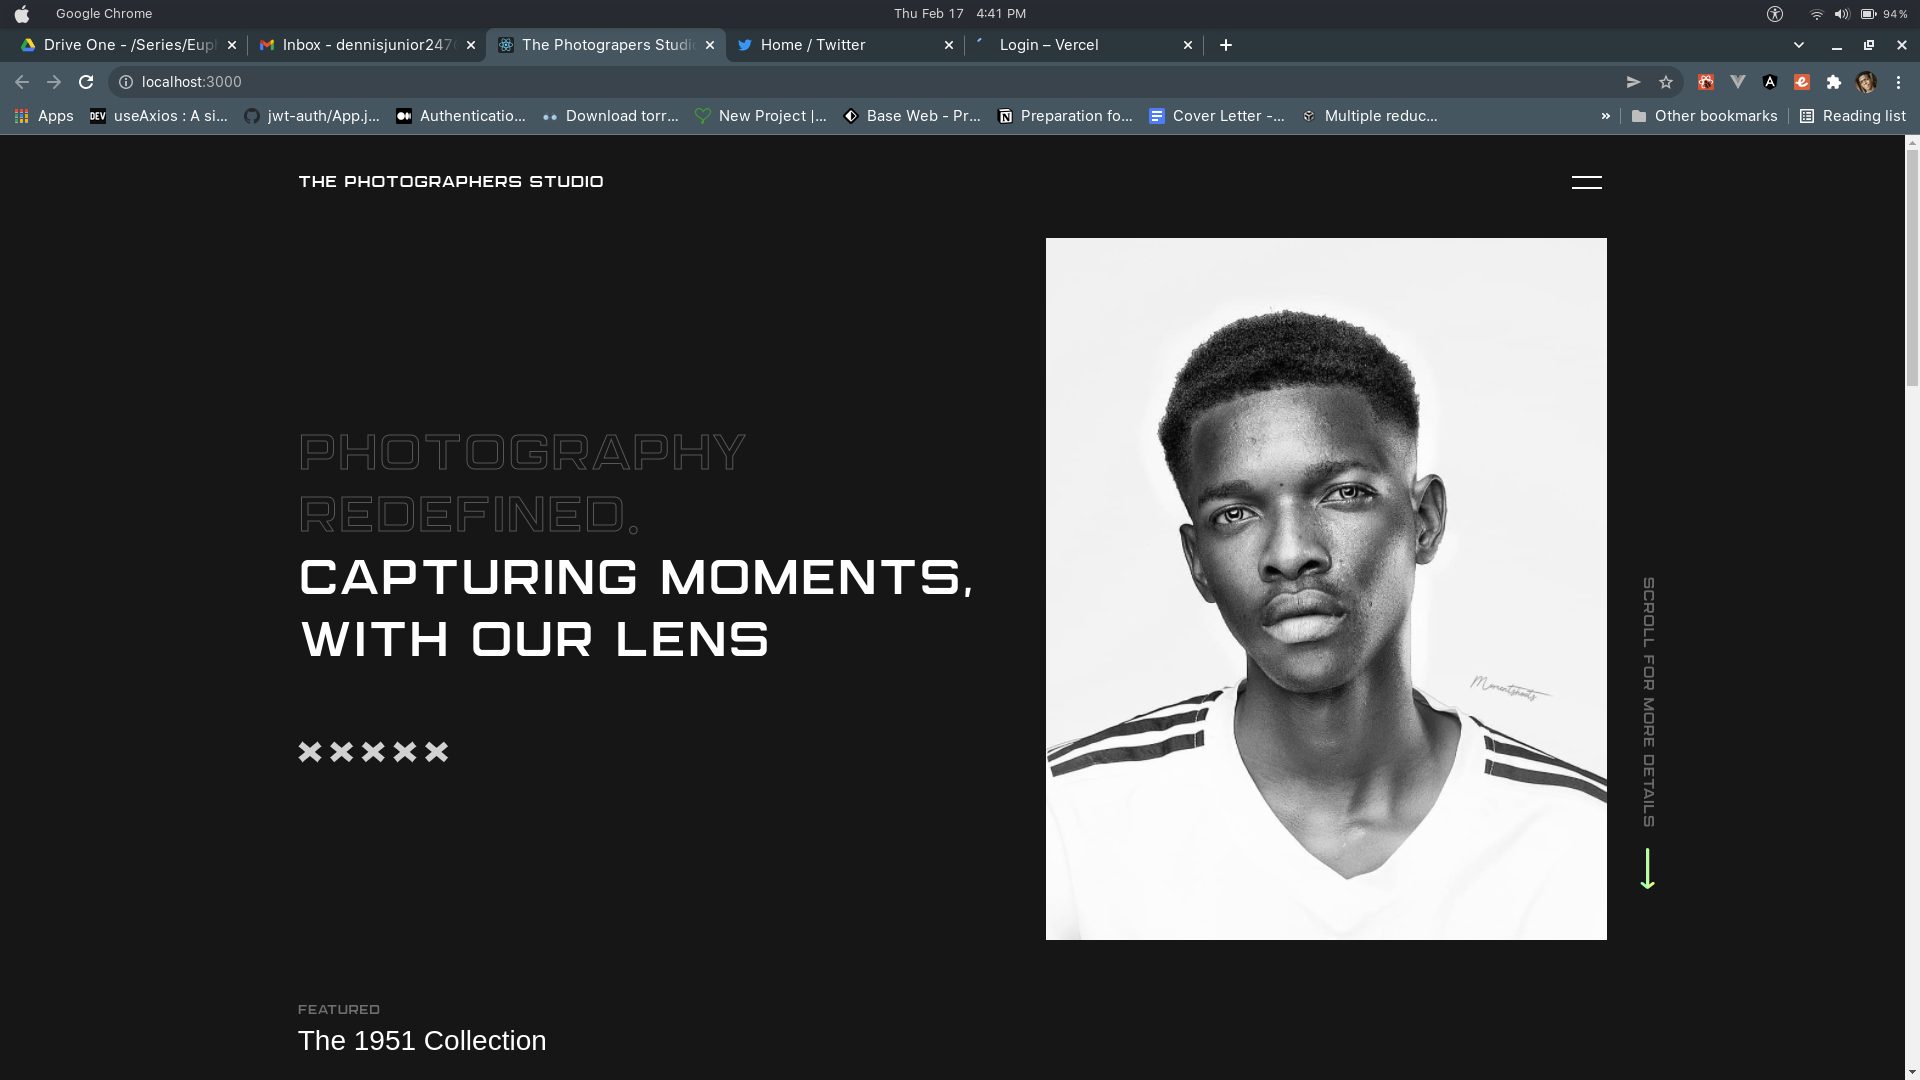 Google Chrome
Thu Feb 17 4:41 PM
94%
Drive One - /Series/Eup
Inbox - dennisjunior247
The Photograpers Studi
Home / Twitter
Login – Vercel
localhost:3000
Apps
DEV
useAxios : A si...
jwt-auth/App.j...
Authenticatio...
Download torr...
New Project |...
Base Web - Pr...
Preparation fo...
Cover Letter -...
Multiple reduc...
»
Other bookmarks
Reading list
THE PHOTOGRAPHERS STUDIO
PHOTOGRAPHY
REDEFINED.
CAPTURING MOMENTS,
WITH OUR LENS
Momentshoots
SCROLL FOR MORE DETAILS
FEATURED
The 1951 Collection